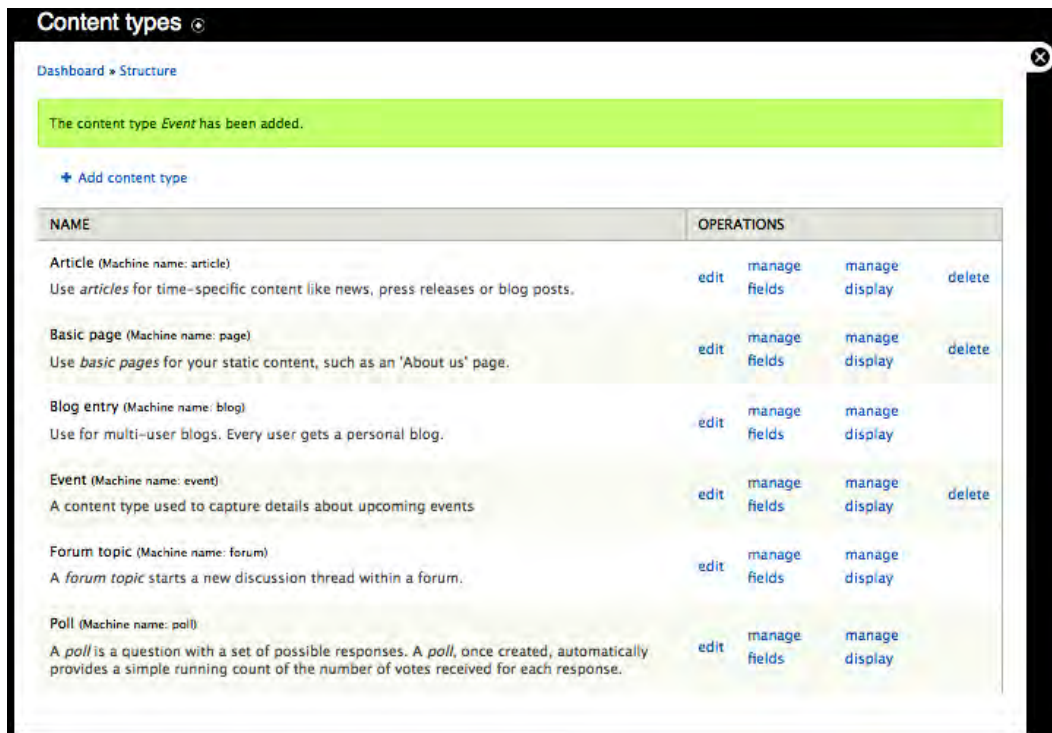 Content types
Dashboard » Structure
The content type Event has been added.
+ Add content type
NAME OPERATIONS
Article (Machine name: article)
Use articles for time-specific content like news, press releases or blog posts.
edit manage fields manage display delete
Basic page (Machine name: page)
Use basic pages for your static content, such as an 'About us' page.
edit manage fields manage display delete
Blog entry (Machine name: blog)
Use for multi-user blogs. Every user gets a personal blog.
edit manage fields manage display
Event (Machine name: event)
A content type used to capture details about upcoming events
edit manage fields manage display delete
Forum topic (Machine name: forum)
A forum topic starts a new discussion thread within a forum.
edit manage fields manage display
Poll (Machine name: poll)
A poll is a question with a set of possible responses. A poll, once created, automatically
provides a simple running count of the number of votes received for each response.
edit manage fields manage display